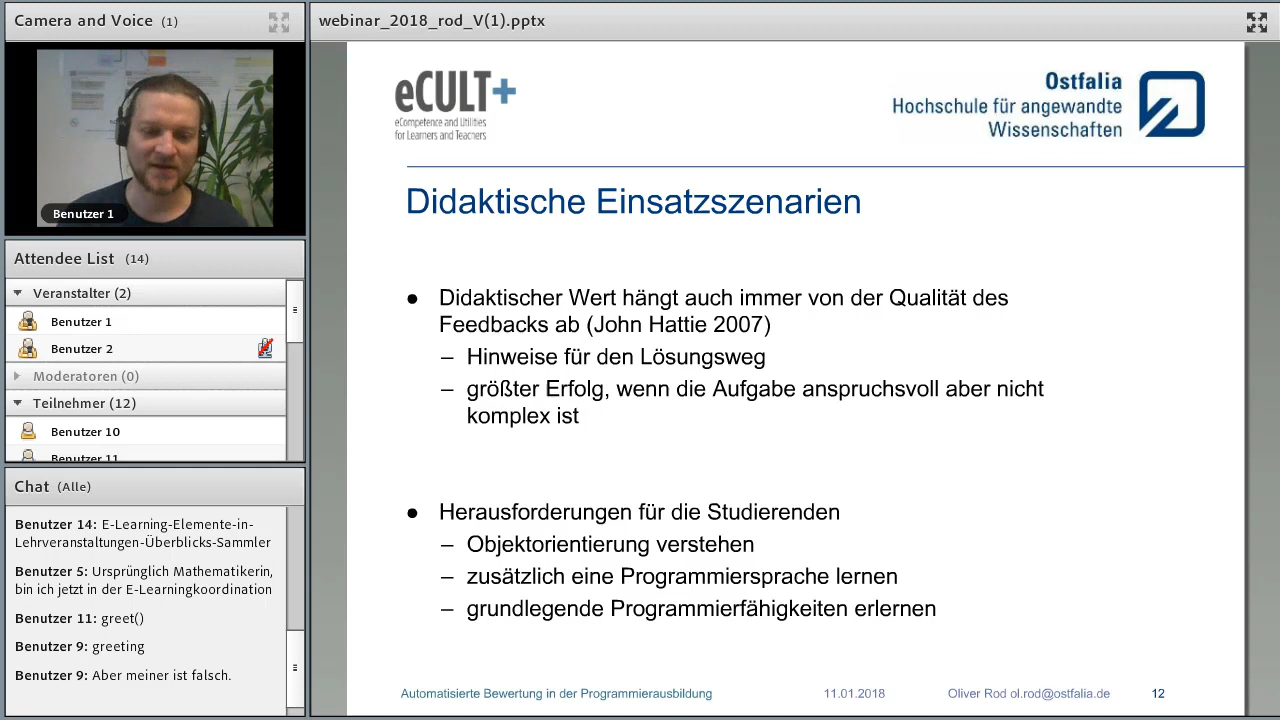 Camera and Voice (1)
Benutzer 1
Attendee List (14)
Veranstalter (2)
Benutzer 1
Benutzer 2
Moderatoren (0)
Teilnehmer (12)
Benutzer 10
Benutzer 11
Chat (Alle)
Benutzer 14: E-Learning-Elemente-in-
Lehrveranstaltungen-Überblicks-Sammler
Benutzer 5: Ursprünglich Mathematikerin,
bin ich jetzt in der E-Learningkoordination
Benutzer 11: greet()
Benutzer 9: greeting
Benutzer 9: Aber meiner ist falsch.
webinar_2018_rod_V(1).pptx
eCULT+
eCompetence and Utilities
for Learners and Teachers
Ostfalia
Hochschule für angewandte
Wissenschaften
Didaktische Einsatzszenarien
● Didaktischer Wert hängt auch immer von der Qualität des
Feedbacks ab (John Hattie 2007)
– Hinweise für den Lösungsweg
– größter Erfolg, wenn die Aufgabe anspruchsvoll aber nicht
komplex ist
● Herausforderungen für die Studierenden
– Objektorientierung verstehen
– zusätzlich eine Programmiersprache lernen
– grundlegende Programmierfähigkeiten erlernen
Automatisierte Bewertung in der Programmierausbildung 11.01.2018 Oliver Rod ol.rod@ostfalia.de 12